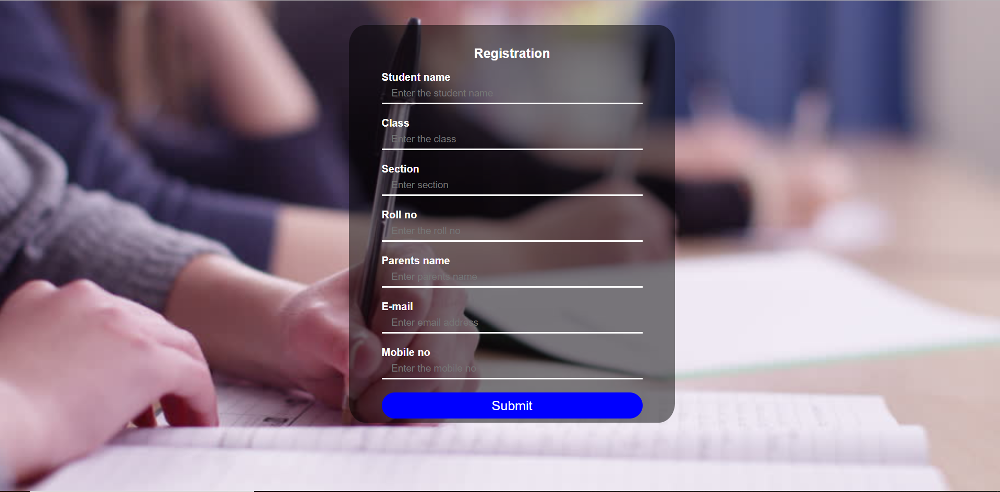 Registration
Student name
Enter the student name
Class
Enter the class
Section
Enter section
Roll no
Enter the roll no
Parents name
Enter parents name
E-mail
Enter email address
Mobile no
Enter the mobile no
Submit